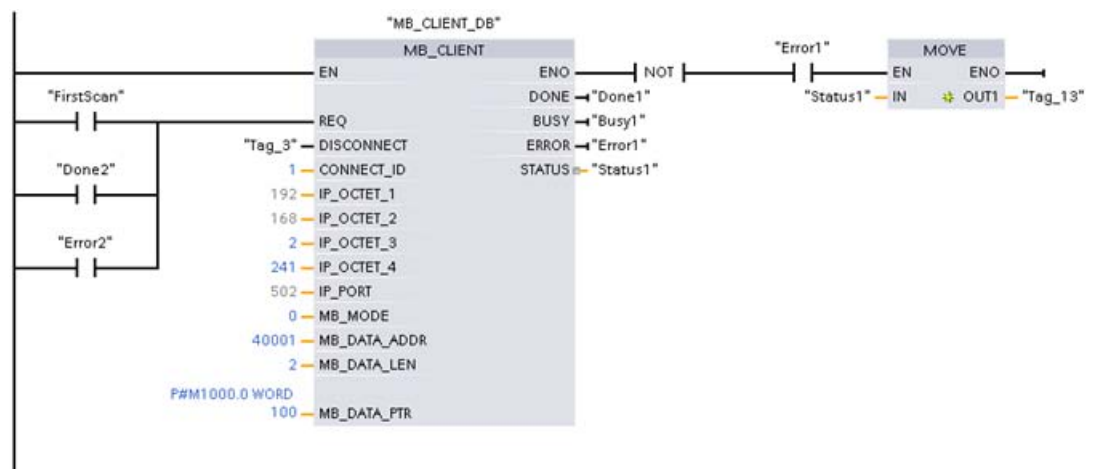 "MB_CLIENT_DB"
MB_CLIENT
"Error1"
MOVE
EN ENO
NOT
EN ENO
"FirstScan"
DONE "Done1"
"Status1" IN OUT1 "Tag_13"
REQ BUSY "Busy1"
"Tag_3" DISCONNECT ERROR "Error1"
"Done2"
1 CONNECT_ID STATUS "Status1"
192 IP_OCTET_1
168 IP_OCTET_2
"Error2"
2 IP_OCTET_3
241 IP_OCTET_4
502 IP_PORT
0 MB_MODE
40001 MB_DATA_ADDR
2 MB_DATA_LEN
P#M1000.0 WORD
100 MB_DATA_PTR